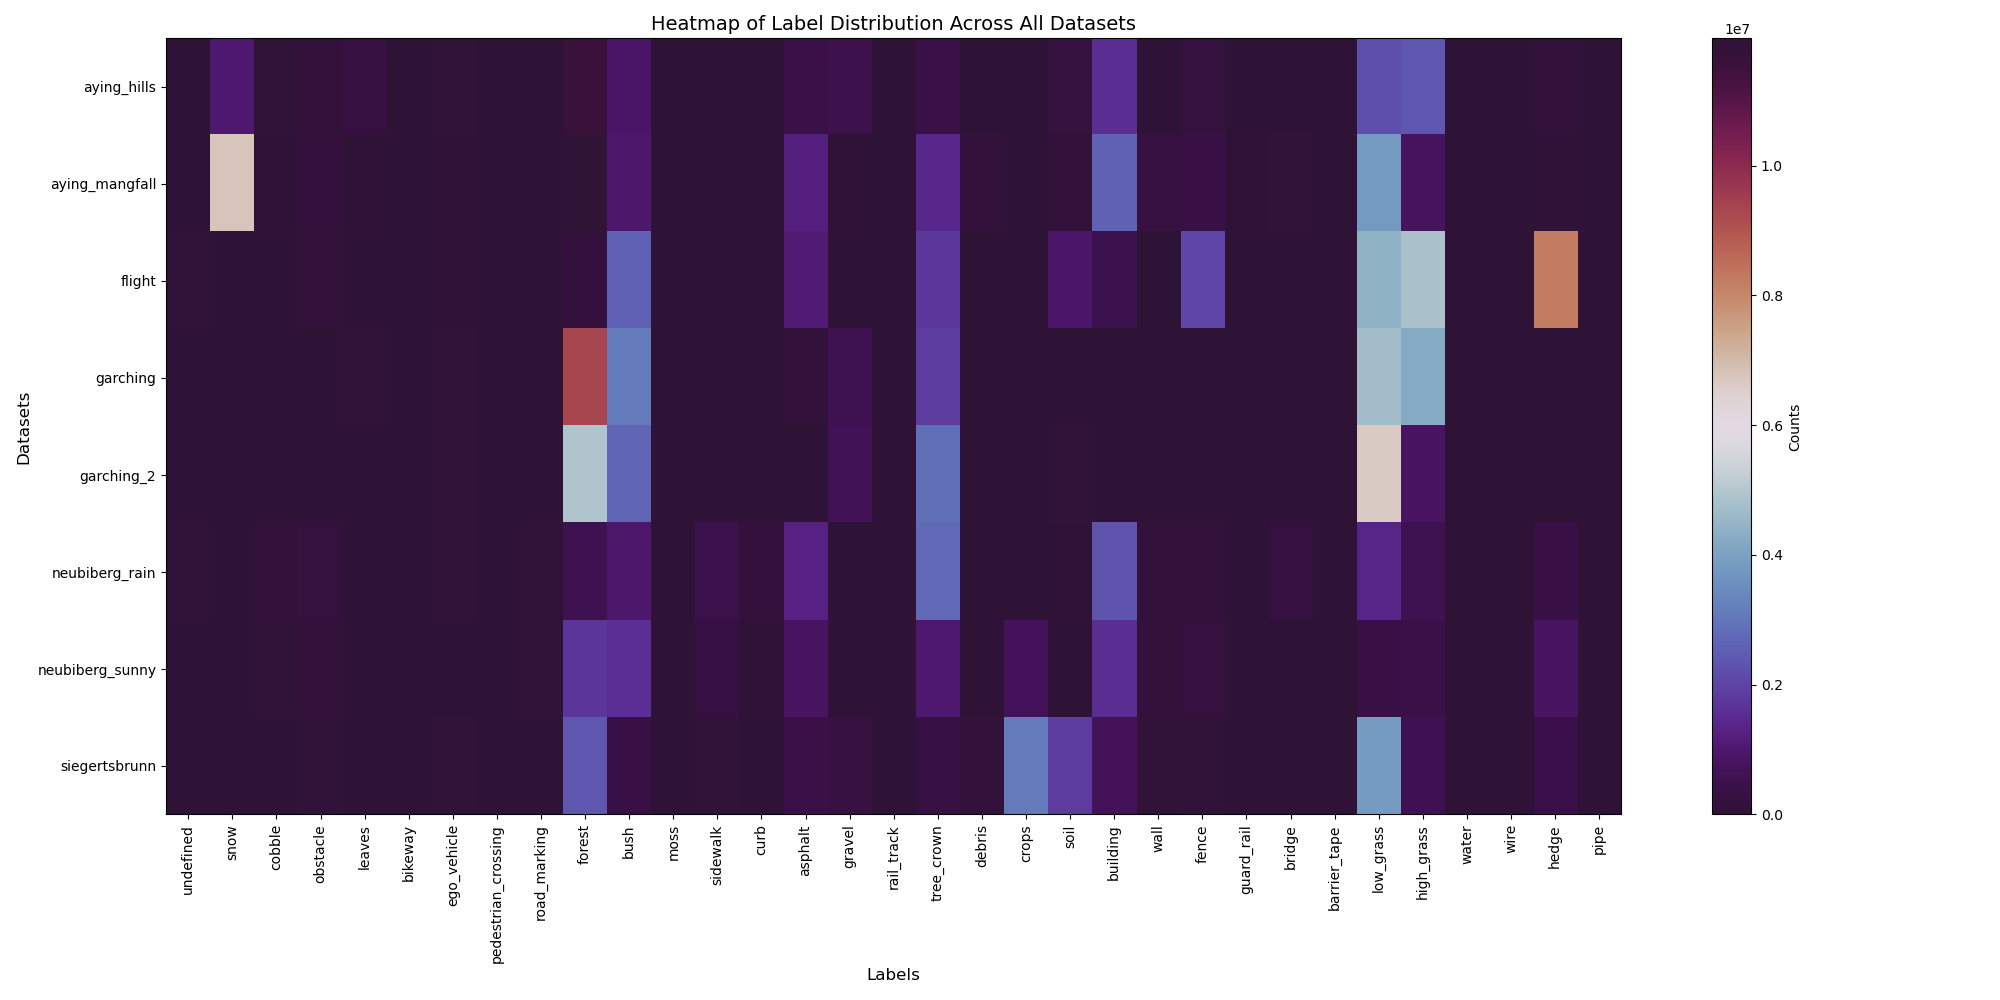 Heatmap of Label Distribution Across All Datasets
1e7
aying_hills
aying_mangfall
flight
garching
garching_2
neubiberg_rain
neubiberg_sunny
siegertsbrunn
Datasets
undefined
snow
cobble
obstacle
leaves
bikeway
ego_vehicle
pedestrian_crossing
road_marking
forest
bush
moss
sidewalk
curb
asphalt
gravel
rail_track
tree_crown
debris
crops
soil
building
wall
fence
guard_rail
bridge
barrier_tape
low_grass
high_grass
water
wire
hedge
pipe
Labels
1.0
0.8
0.6
0.4
0.2
0.0
Counts